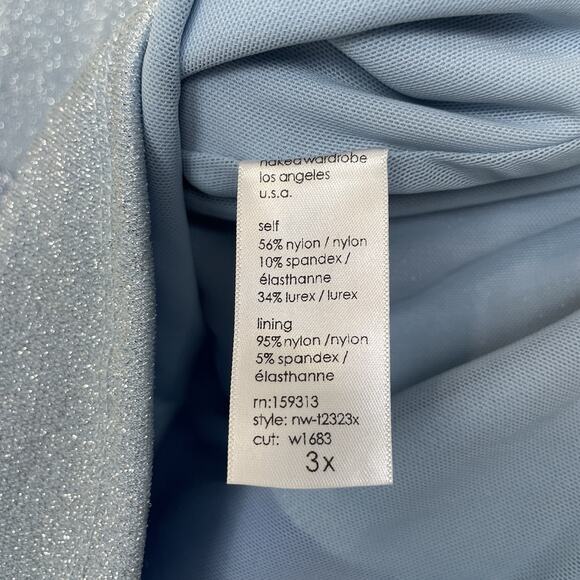 nakedwardrobe
los angeles
u.s.a.
self
56% nylon / nylon
10% spandex /
élasthanne
34% lurex / lurex
lining
95% nylon /nylon
5% spandex /
élasthanne
rn:159313
style: nw-t2323x
cut: w1683
3x